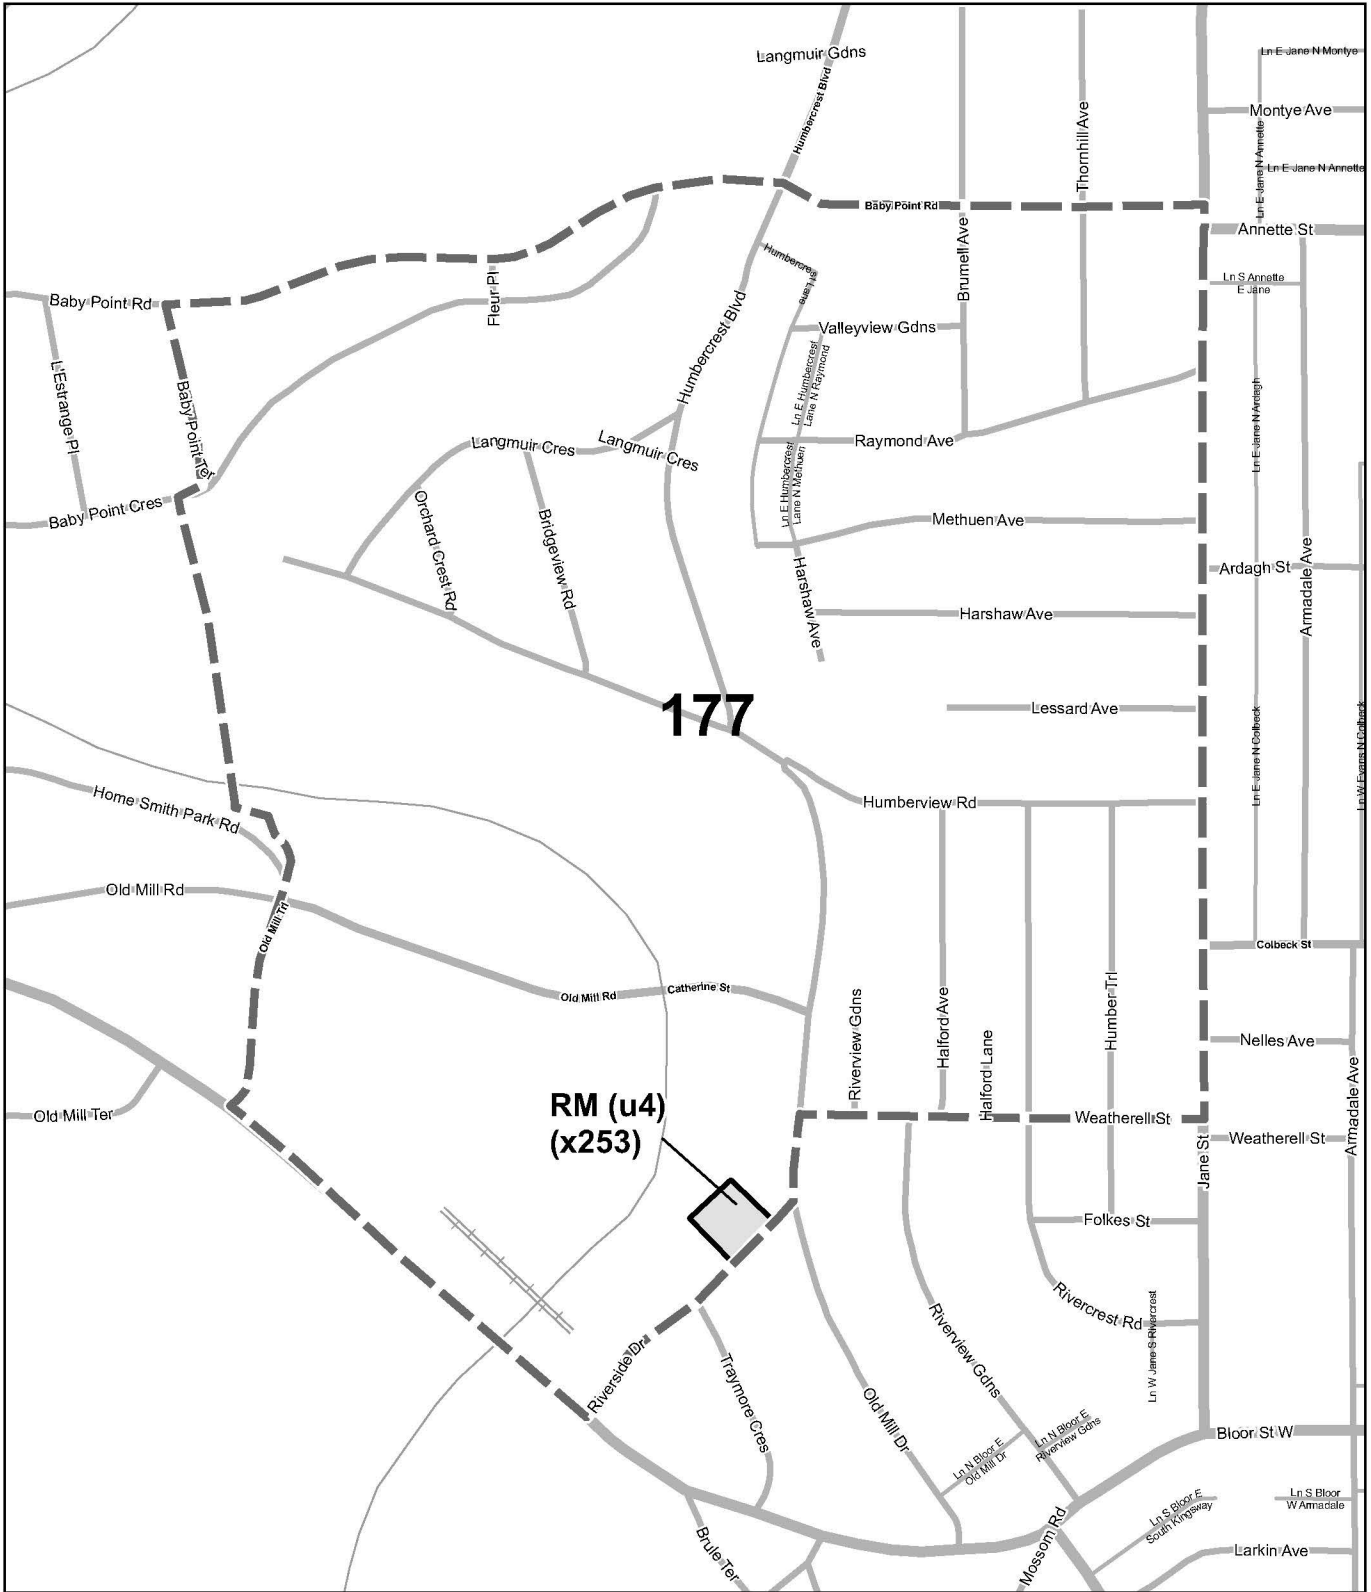 Langmuir Gdns
Humbercrest Blvd
Ln E Jane N Montye
Montye Ave
Thornhill Ave
Ln E Jane N Annette
Ln E Jane N Annette
Baby Point Rd
Annette St
Brumell Ave
Humbercrest Lane
Ln S Annette
E Jane
Baby Point Rd
Fleur Pl
Humbercrest Blvd
Valleyview Gdns
L'Estrange Pl
Baby Point Ter
Ln E Humbercrest
Lane N Raymond
Ln E Jane N Ardagh
Langmuir Cres
Langmuir Cres
Raymond Ave
Ln E Humbercrest
Lane N Methuen
Baby Point Cres
Orchard Crest Rd
Bridgeview Rd
Methuen Ave
Armadale Ave
Ardagh St
Harshaw Ave
Harshaw Ave
177
Lessard Ave
Ln E Jane N Colbeck
Ln W Evans N Colbeck
Home Smith Park Rd
Humberview Rd
Old Mill Rd
Old Mill Trl
Colbeck St
Old Mill Rd
Catherine St
Riverview Gdns
Halford Ave
Halford Lane
Humber Trl
Nelles Ave
Old Mill Ter
RM (u4)
(x253)
Weatherell St
Weatherell St
Armadale Ave
Jane St
Folkes St
Rivercrest Rd
Ln W Jane S Rivercrest
Riverside Dr
Traymore Cres
Riverview Gdns
Old Mill Dr
Ln N Bloor E
Riverview Gdns
Ln N Bloor E
Old Mill Dr
Bloor St W
Ln S Bloor E
South Kingsway
Ln S Bloor
W Armadale
Brule Ter
Mossom Rd
Larkin Ave